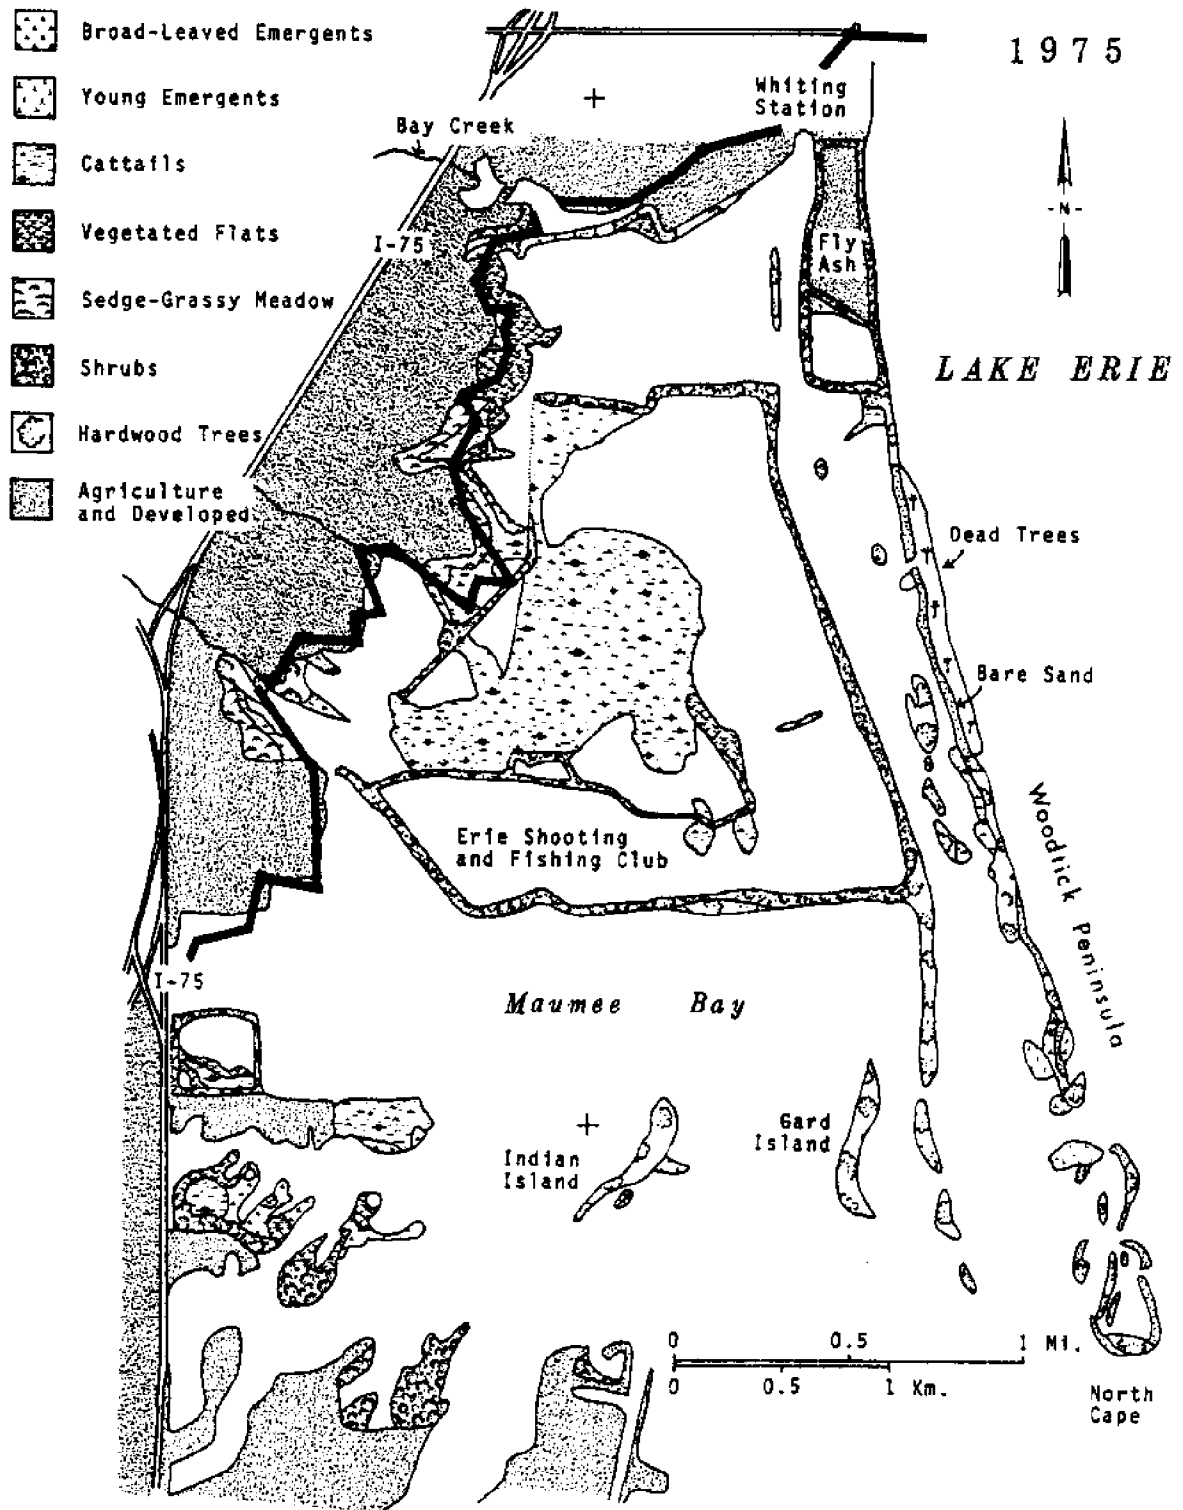 Broad-Leaved Emergents
Young Emergents
Cattails
Vegetated Flats
Sedge-Grassy Meadow
Shrubs
Hardwood Trees
Agriculture
and Developed
1975
Whiting
Station
Bay Creek
-N-
I-75
Fly
Ash
LAKE ERIE
Dead Trees
Bare Sand
Woodtick Peninsula
Erie Shooting
and Fishing Club
I-75
Maumee Bay
Gard
Island
Indian
Island
0 0.5 1 Mi.
0 0.5 1 Km.
North
Cape